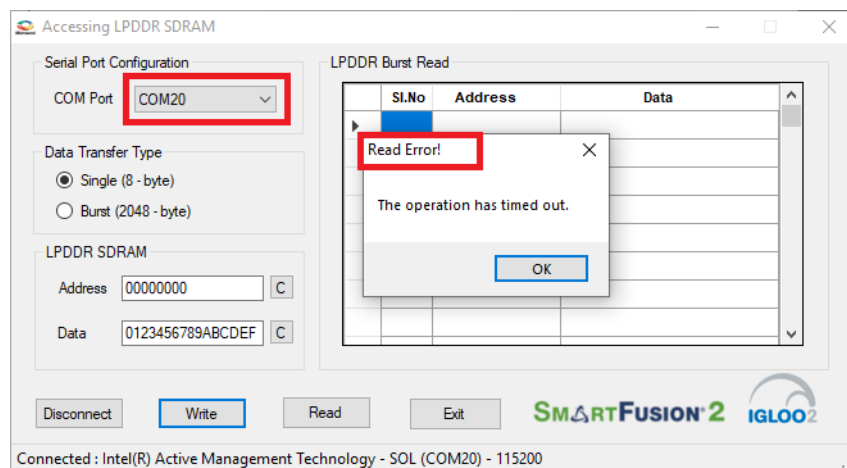 Accessing LPDDR SDRAM
Serial Port Configuration
COM Port COM20
Data Transfer Type
Single (8 - byte)
Burst (2048 - byte)
LPDDR SDRAM
Address 00000000 C
Data 0123456789ABCDEF C
LPDDR Burst Read
Sl.No Address Data
Read Error!
The operation has timed out.
OK
Disconnect Write Read Exit SMARTFUSION®2 IGLOO2
Connected : Intel(R) Active Management Technology - SOL (COM20) - 115200